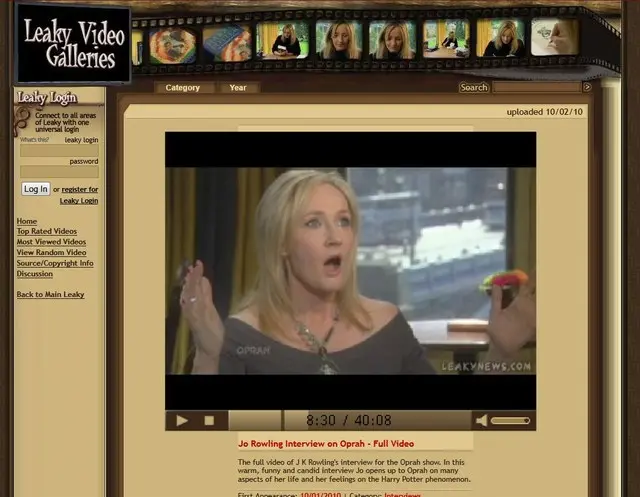 Leaky Video
Galleries
Category
Year
Search
Leaky Login
Connect to all areas
of Leaky with one
universal login
What's this?
leaky login
password
Log In or register for
Leaky Login
Home
Top Rated Videos
Most Viewed Videos
View Random Video
Source/Copyright Info
Discussion
Back to Main Leaky
uploaded 10/02/10
OPRAH
LEAKYNEWS.COM
8:30 / 40:08
Jo Rowling Interview on Oprah - Full Video
The full video of J K Rowling's interview for the Oprah show. In this
warm, funny and candid interview Jo opens up to Oprah on many
aspects of her life and her feelings on the Harry Potter phenomenon.
First Appearance: 10/01/2010 | Category: Interviews